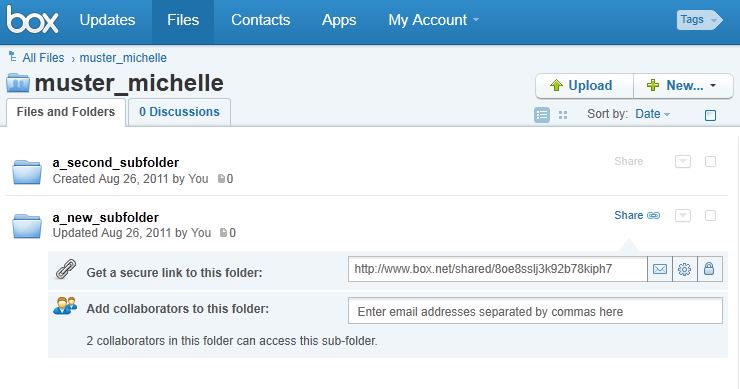 box Updates Files Contacts Apps My Account Tags
All Files › muster_michelle
muster_michelle
Upload New...
Files and Folders 0 Discussions
Sort by: Date
a_second_subfolder
Share
Created Aug 26, 2011 by You 0
a_new_subfolder
Share
Updated Aug 26, 2011 by You 0
Get a secure link to this folder: http://www.box.net/shared/8oe8sslj3k92b78kiph7
Add collaborators to this folder: Enter email addresses separated by commas here
2 collaborators in this folder can access this sub-folder.